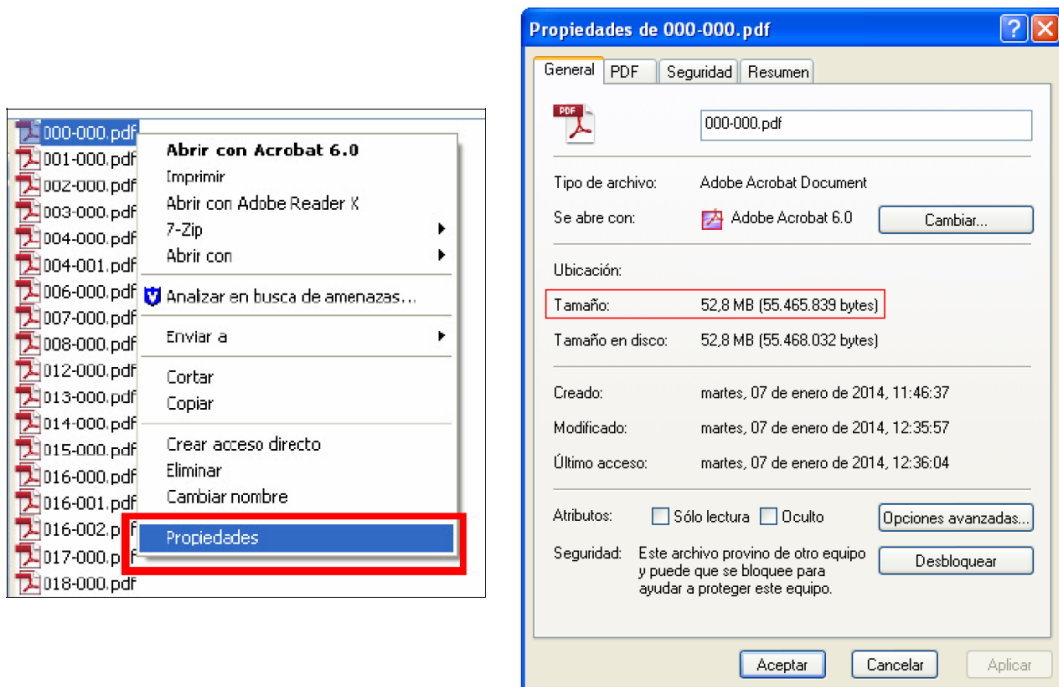 000-000.pdf
001-000.pdf
002-000.pdf
003-000.pdf
004-000.pdf
004-001.pdf
006-000.pdf
007-000.pdf
008-000.pdf
012-000.pdf
013-000.pdf
014-000.pdf
015-000.pdf
016-000.pdf
016-001.pdf
016-002.pdf
017-000.pdf
018-000.pdf
Abrir con Acrobat 6.0
Imprimir
Abrir con Adobe Reader X
7-Zip
Abrir con
Analizar en busca de amenazas...
Enviar a
Cortar
Copiar
Crear acceso directo
Eliminar
Cambiar nombre
Propiedades
Propiedades de 000-000.pdf
General PDF Seguridad Resumen
PDF
000-000.pdf
Tipo de archivo: Adobe Acrobat Document
Se abre con: Adobe Acrobat 6.0 Cambiar...
Ubicación:
Tamaño: 52,8 MB (55.465.839 bytes)
Tamaño en disco: 52,8 MB (55.468.032 bytes)
Creado: martes, 07 de enero de 2014, 11:46:37
Modificado: martes, 07 de enero de 2014, 12:35:57
Último acceso: martes, 07 de enero de 2014, 12:36:04
Atributos: Sólo lectura Oculto Opciones avanzadas...
Seguridad: Este archivo provino de otro equipo
y puede que se bloquee para
ayudar a proteger este equipo.
Desbloquear
Aceptar Cancelar Aplicar